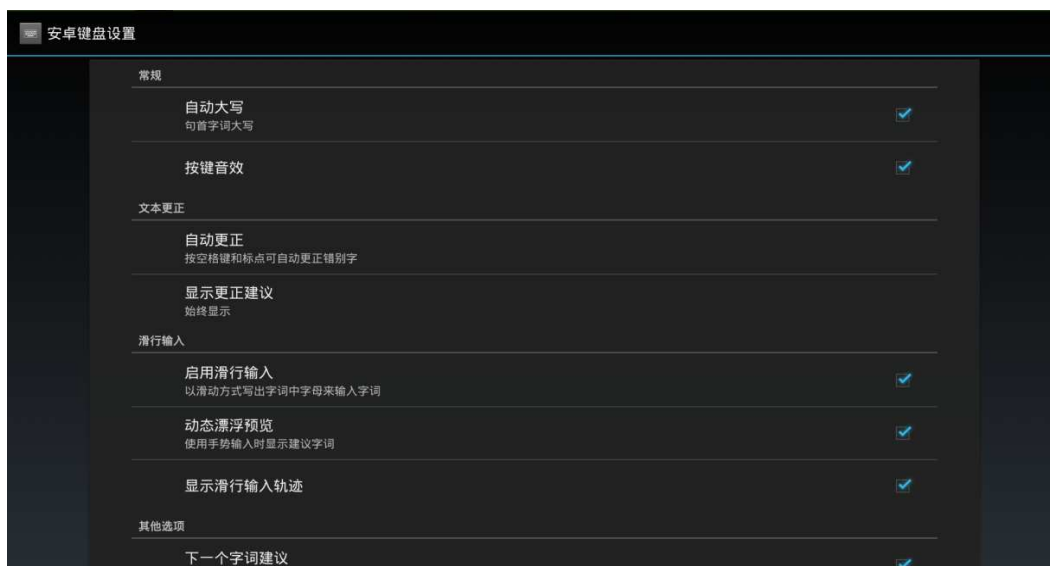 安卓键盘设置
常规
自动大写
句首字词大写
按键音效
文本更正
自动更正
按空格键和标点可自动更正错别字
显示更正建议
始终显示
滑行输入
启用滑行输入
以滑动方式写出字词中字母来输入字词
动态漂浮预览
使用手势输入时显示建议字词
显示滑行输入轨迹
其他选项
下一个字词建议